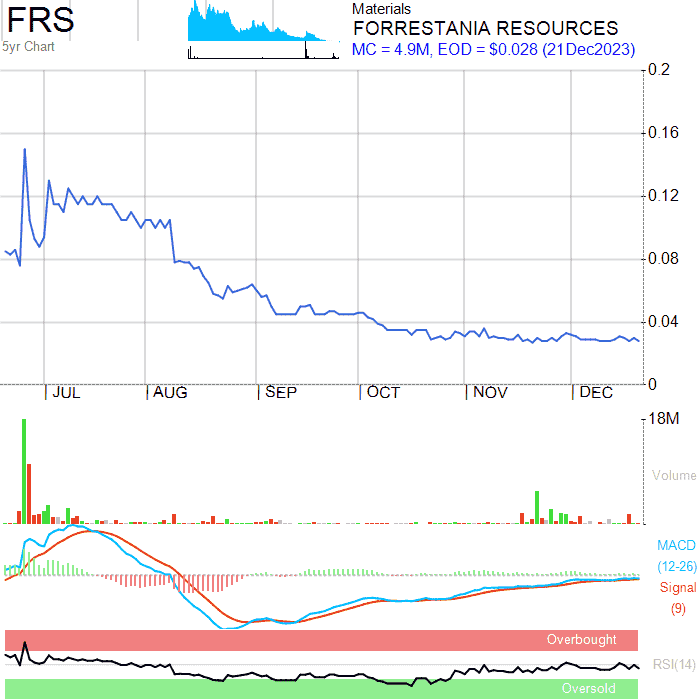 FRS
5yr Chart
Materials
FORRESTANIA RESOURCES
MC = 4.9M, EOD = $0.028 (21Dec2023)
0.2
0.16
0.12
0.08
0.04
0
JUL AUG SEP OCT NOV DEC
18M
Volume
MACD
(12-26)
Signal
(9)
Overbought
RSI(14)
Oversold